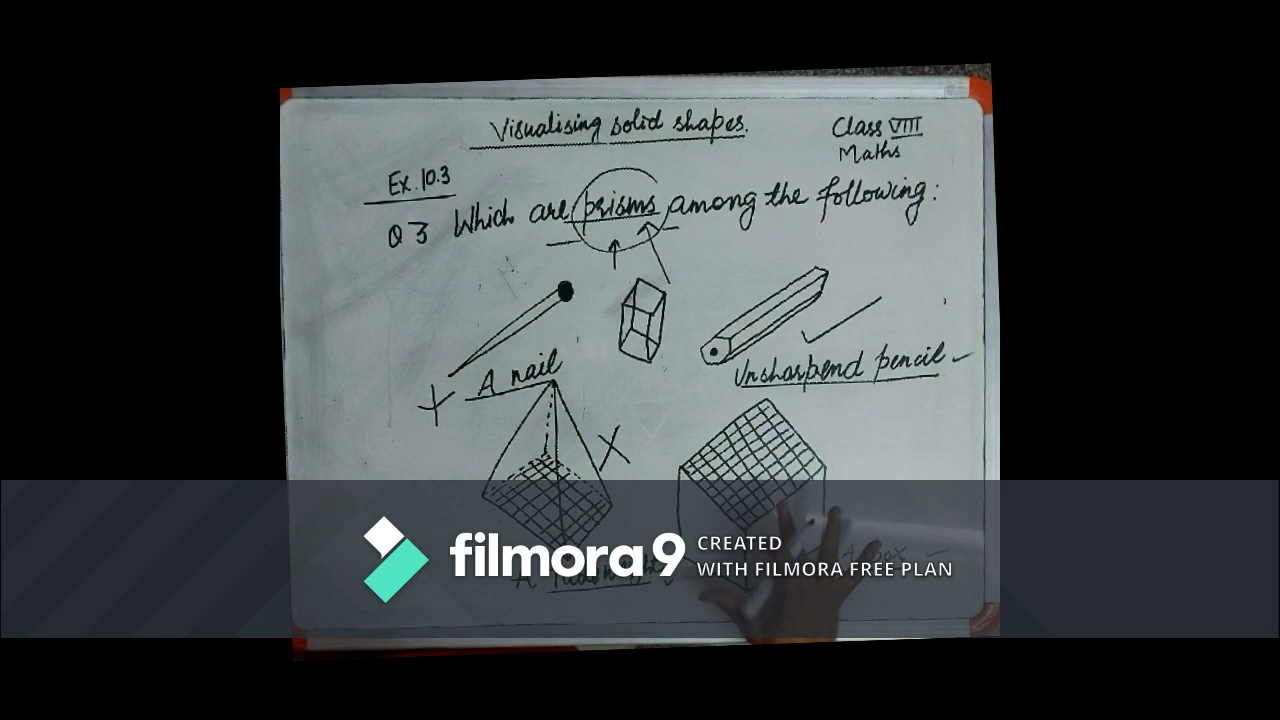 Visualising solid shapes.
Class VIII
Maths
Ex. 10.3
Q 3 Which are prisms among the following :
A nail
Unsharpend pencil
A box
filmora9
CREATED
WITH FILMORA FREE PLAN